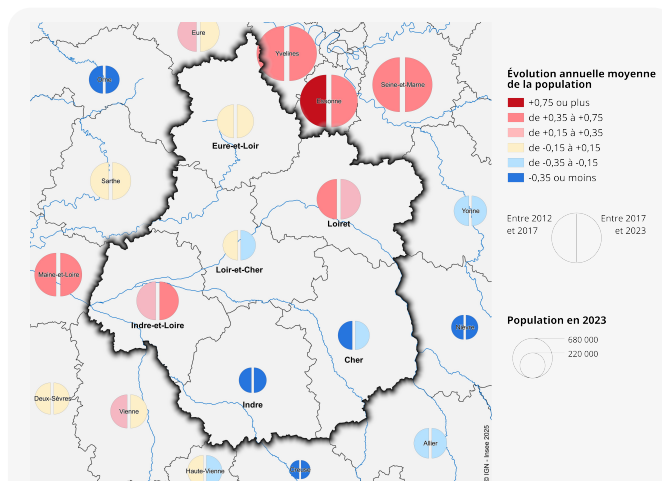 Eure
Yvelines
Orne
Essonne
Seine-et-Marne
Eure-et-Loir
Sarthe
Loiret
Yonne
Loir-et-Cher
Maine-et-Loire
Indre-et-Loire
Cher
Nièvre
Indre
Deux-Sèvres
Vienne
Allier
Haute-Vienne
Creuse
© IGN - Insee 2025
Évolution annuelle moyenne
de la population
+0,75 ou plus
de +0,35 à +0,75
de +0,15 à +0,35
de -0,15 à +0,15
de -0,35 à -0,15
-0,35 ou moins
Entre 2012
et 2017
Entre 2017
et 2023
Population en 2023
680 000
220 000